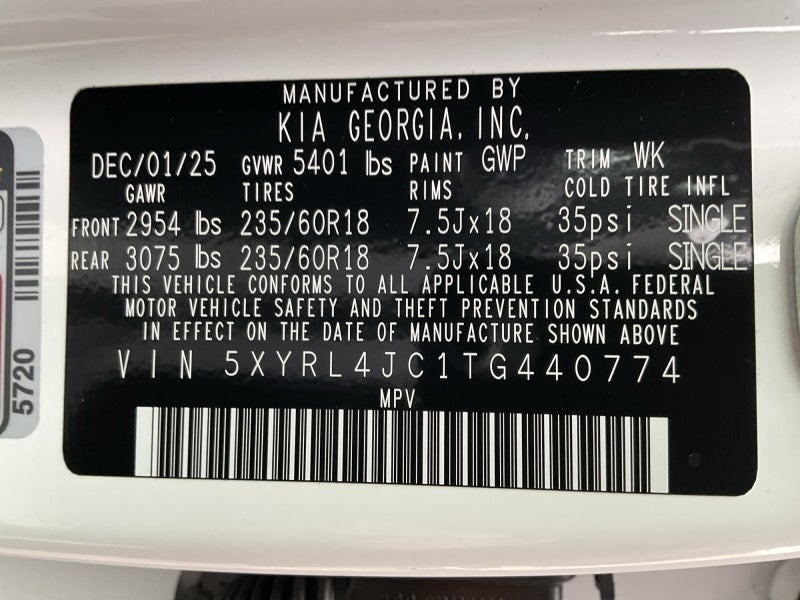 MANUFACTURED BY
KIA GEORGIA, INC.
DEC/01/25 GVWR 5401 lbs PAINT GWP TRIM WK
GAWR TIRES RIMS COLD TIRE INFL
FRONT 2954 lbs 235/60R18 7.5Jx18 35psi SINGLE
REAR 3075 lbs 235/60R18 7.5Jx18 35psi SINGLE
THIS VEHICLE CONFORMS TO ALL APPLICABLE U.S.A. FEDERAL
MOTOR VEHICLE SAFETY AND THEFT PREVENTION STANDARDS
IN EFFECT ON THE DATE OF MANUFACTURE SHOWN ABOVE
VIN 5XYRL4JC1TG440774
MPV
5720